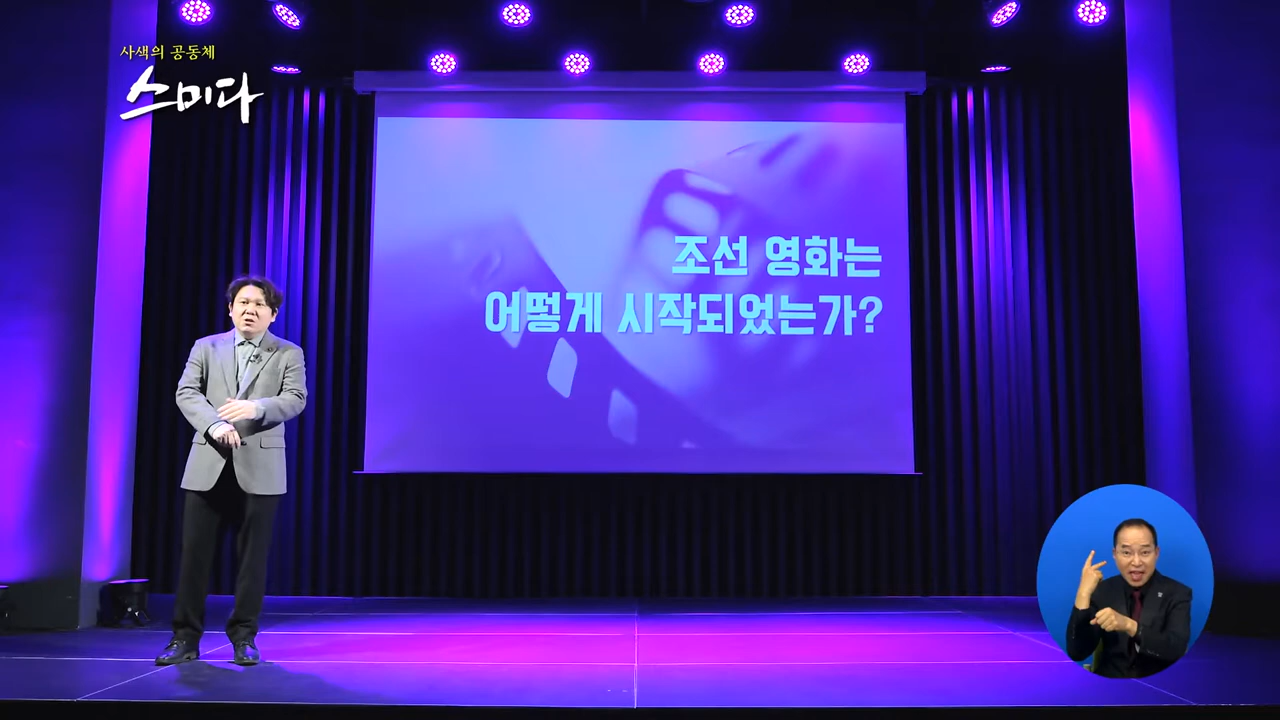 사색의 공동체
스미다
조선 영화는
어떻게 시작되었는가?